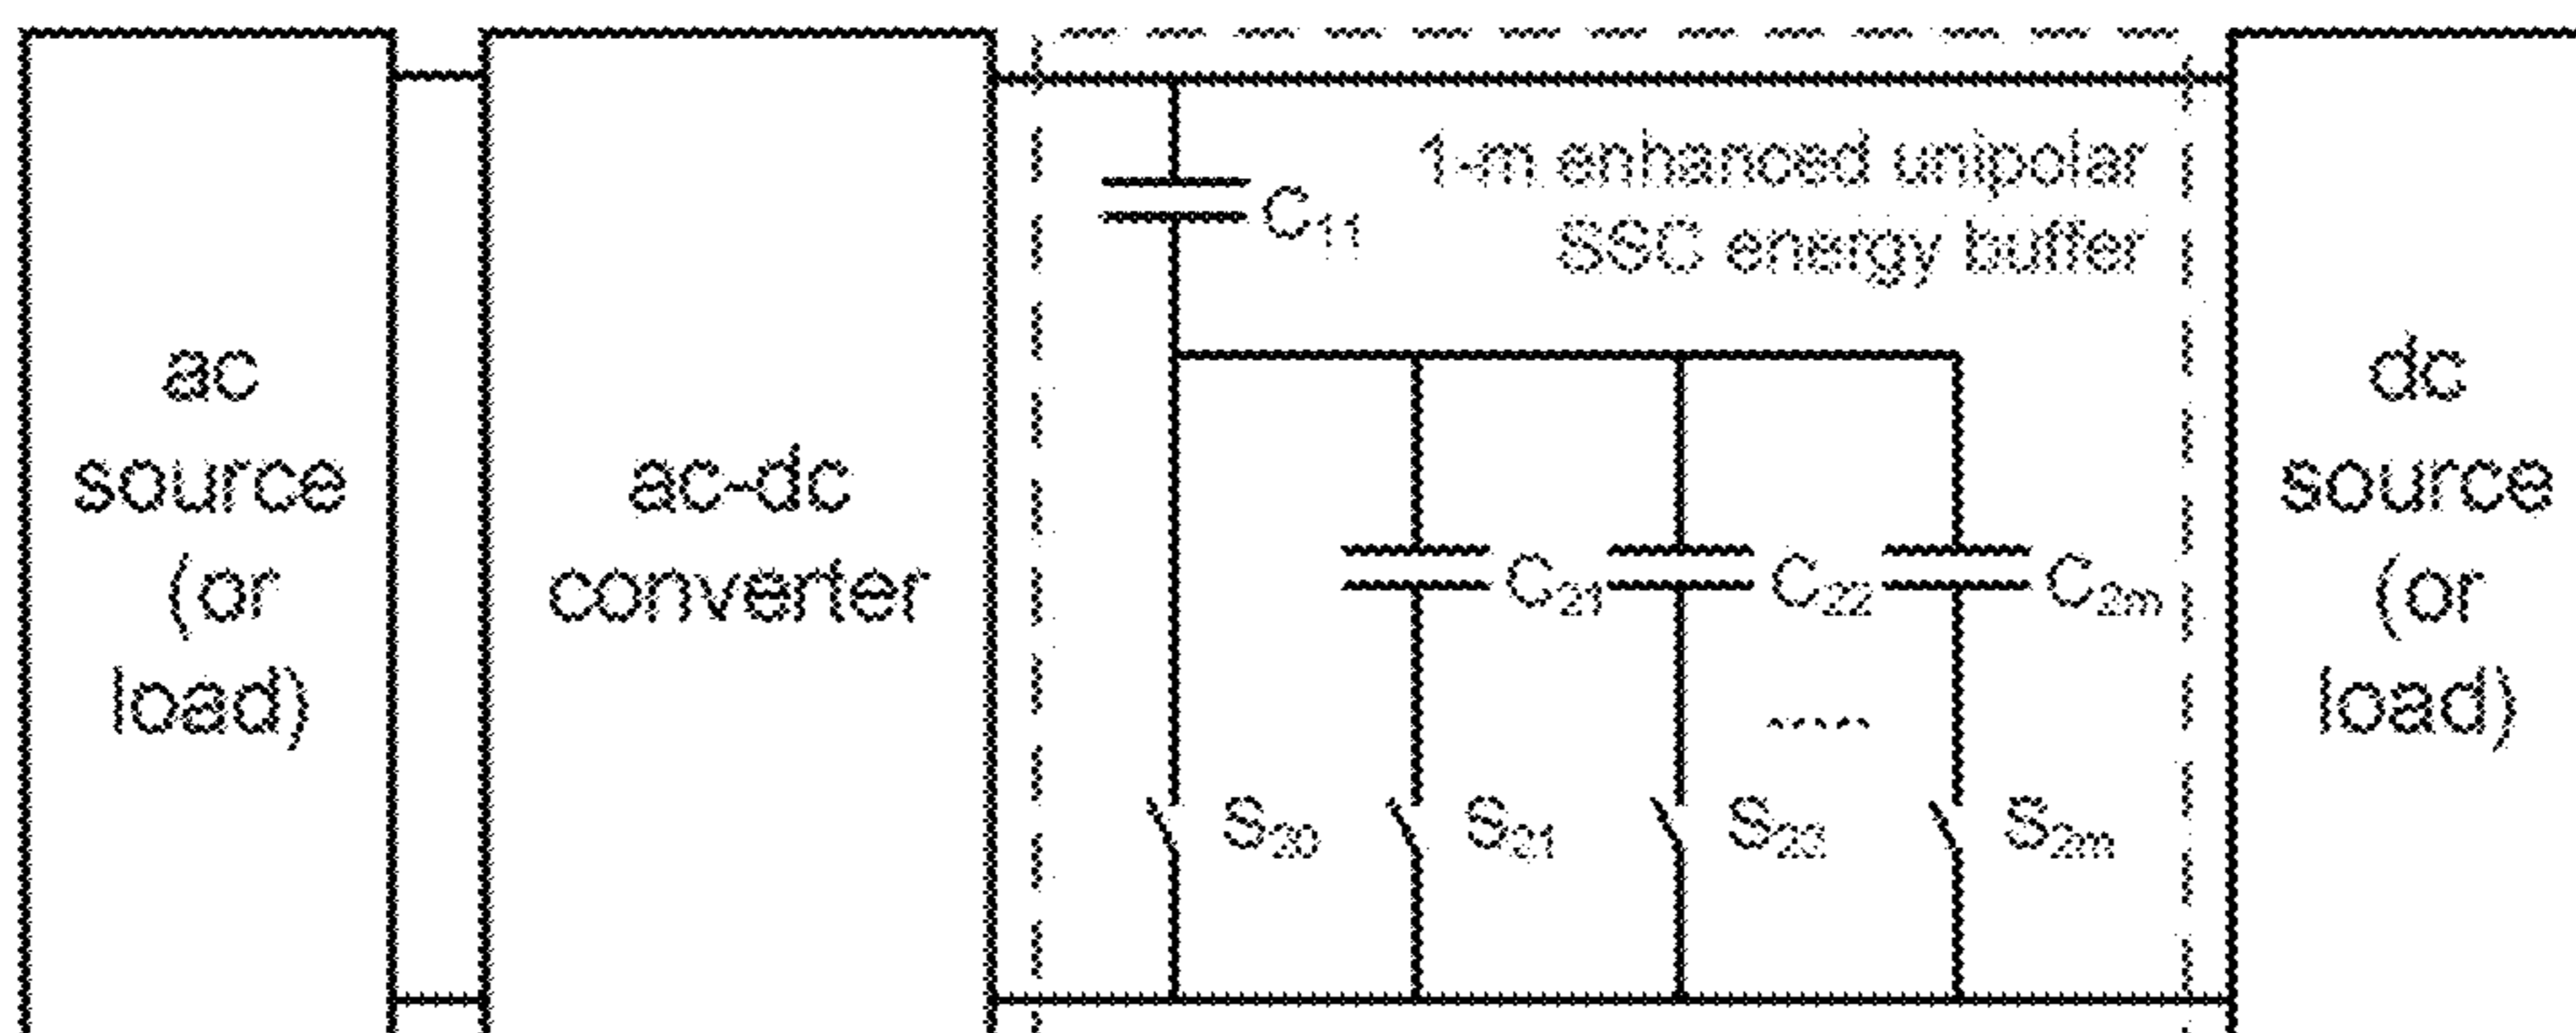 ac
source
(or
load)
ac-dc
converter
1-m enhanced unipolar
SSC energy buffer
C11
C21
C22
C2m
.....
S20
S21
S2m
dc
source
(or
load)